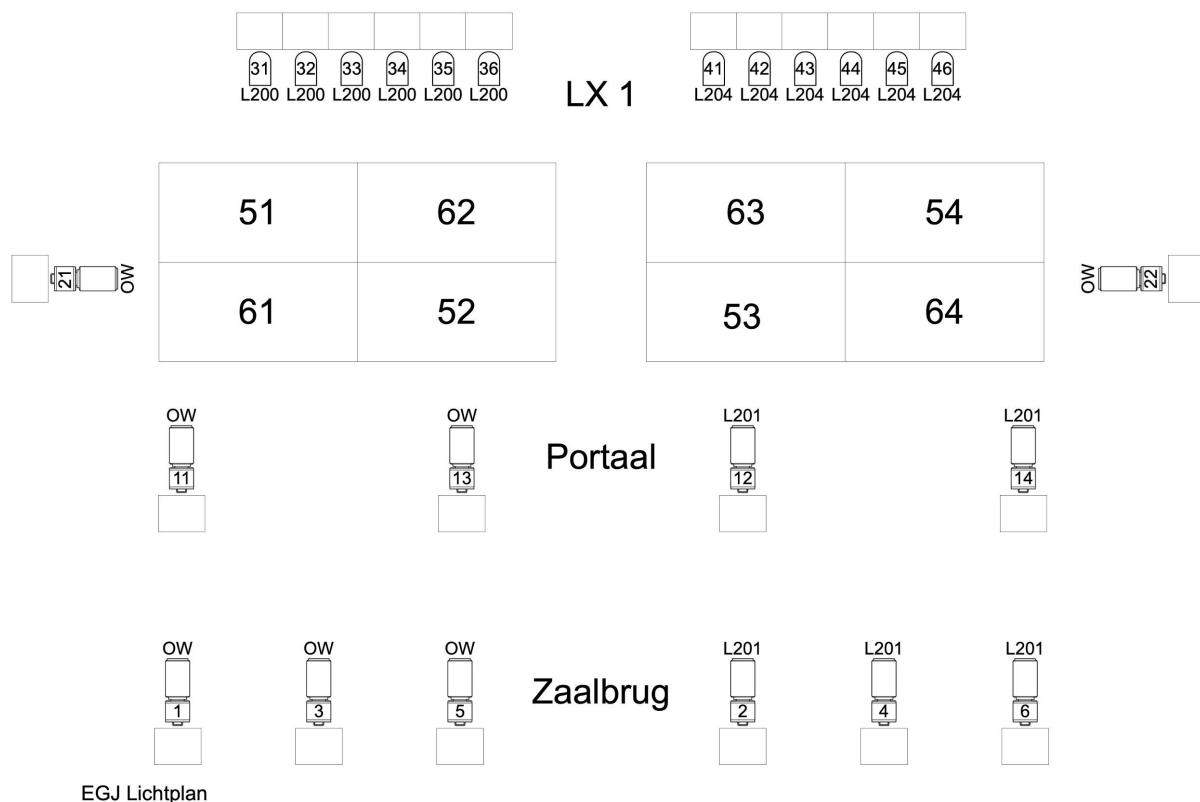 31 32 33 34 35 36 41 42 43 44 45 46
L200 L200 L200 L200 L200 L200 L204 L204 L204 L204 L204 L204
LX 1
51 62 63 54
21 OW OW 22
61 52 53 64
OW OW L201 L201
Portaal
11 13 12 14
OW OW OW L201 L201 L201
Zaalbrug
1 3 5 2 4 6
EGJ Lichtplan